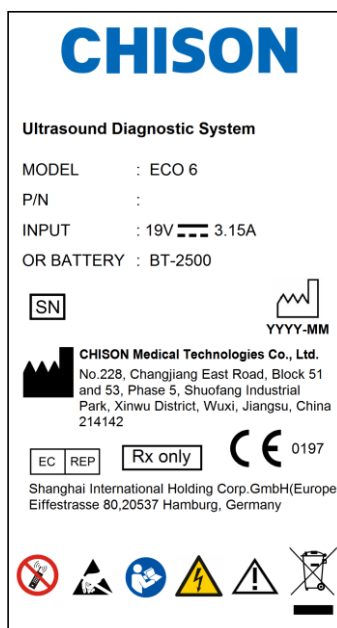 CHISON
Ultrasound Diagnostic System
MODEL : ECO 6
P/N :
INPUT : 19V 3.15A
OR BATTERY : BT-2500
SN
YYYY-MM
CHISON Medical Technologies Co., Ltd.
No.228, Changjiang East Road, Block 51
and 53, Phase 5, Shuofang Industrial
Park, Xinwu District, Wuxi, Jiangsu, China
214142
EC REP
Rx only
CE 0197
Shanghai International Holding Corp.GmbH(Europe
Eiffestrasse 80,20537 Hamburg, Germany